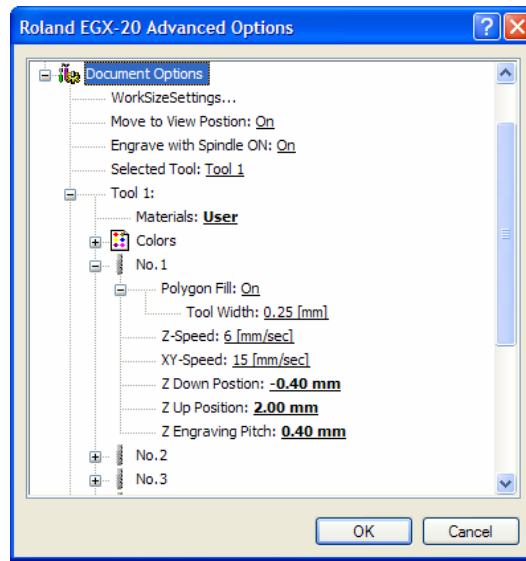 Roland EGX-20 Advanced Options
Document Options
WorkSizeSettings...
Move to View Postion: On
Engrave with Spindle ON: On
Selected Tool: Tool 1
Tool 1:
Materials: User
Colors
No.1
Polygon Fill: On
Tool Width: 0.25 [mm]
Z-Speed: 6 [mm/sec]
XY-Speed: 15 [mm/sec]
Z Down Postion: -0.40 mm
Z Up Position: 2.00 mm
Z Engraving Pitch: 0.40 mm
No.2
No.3
OK Cancel